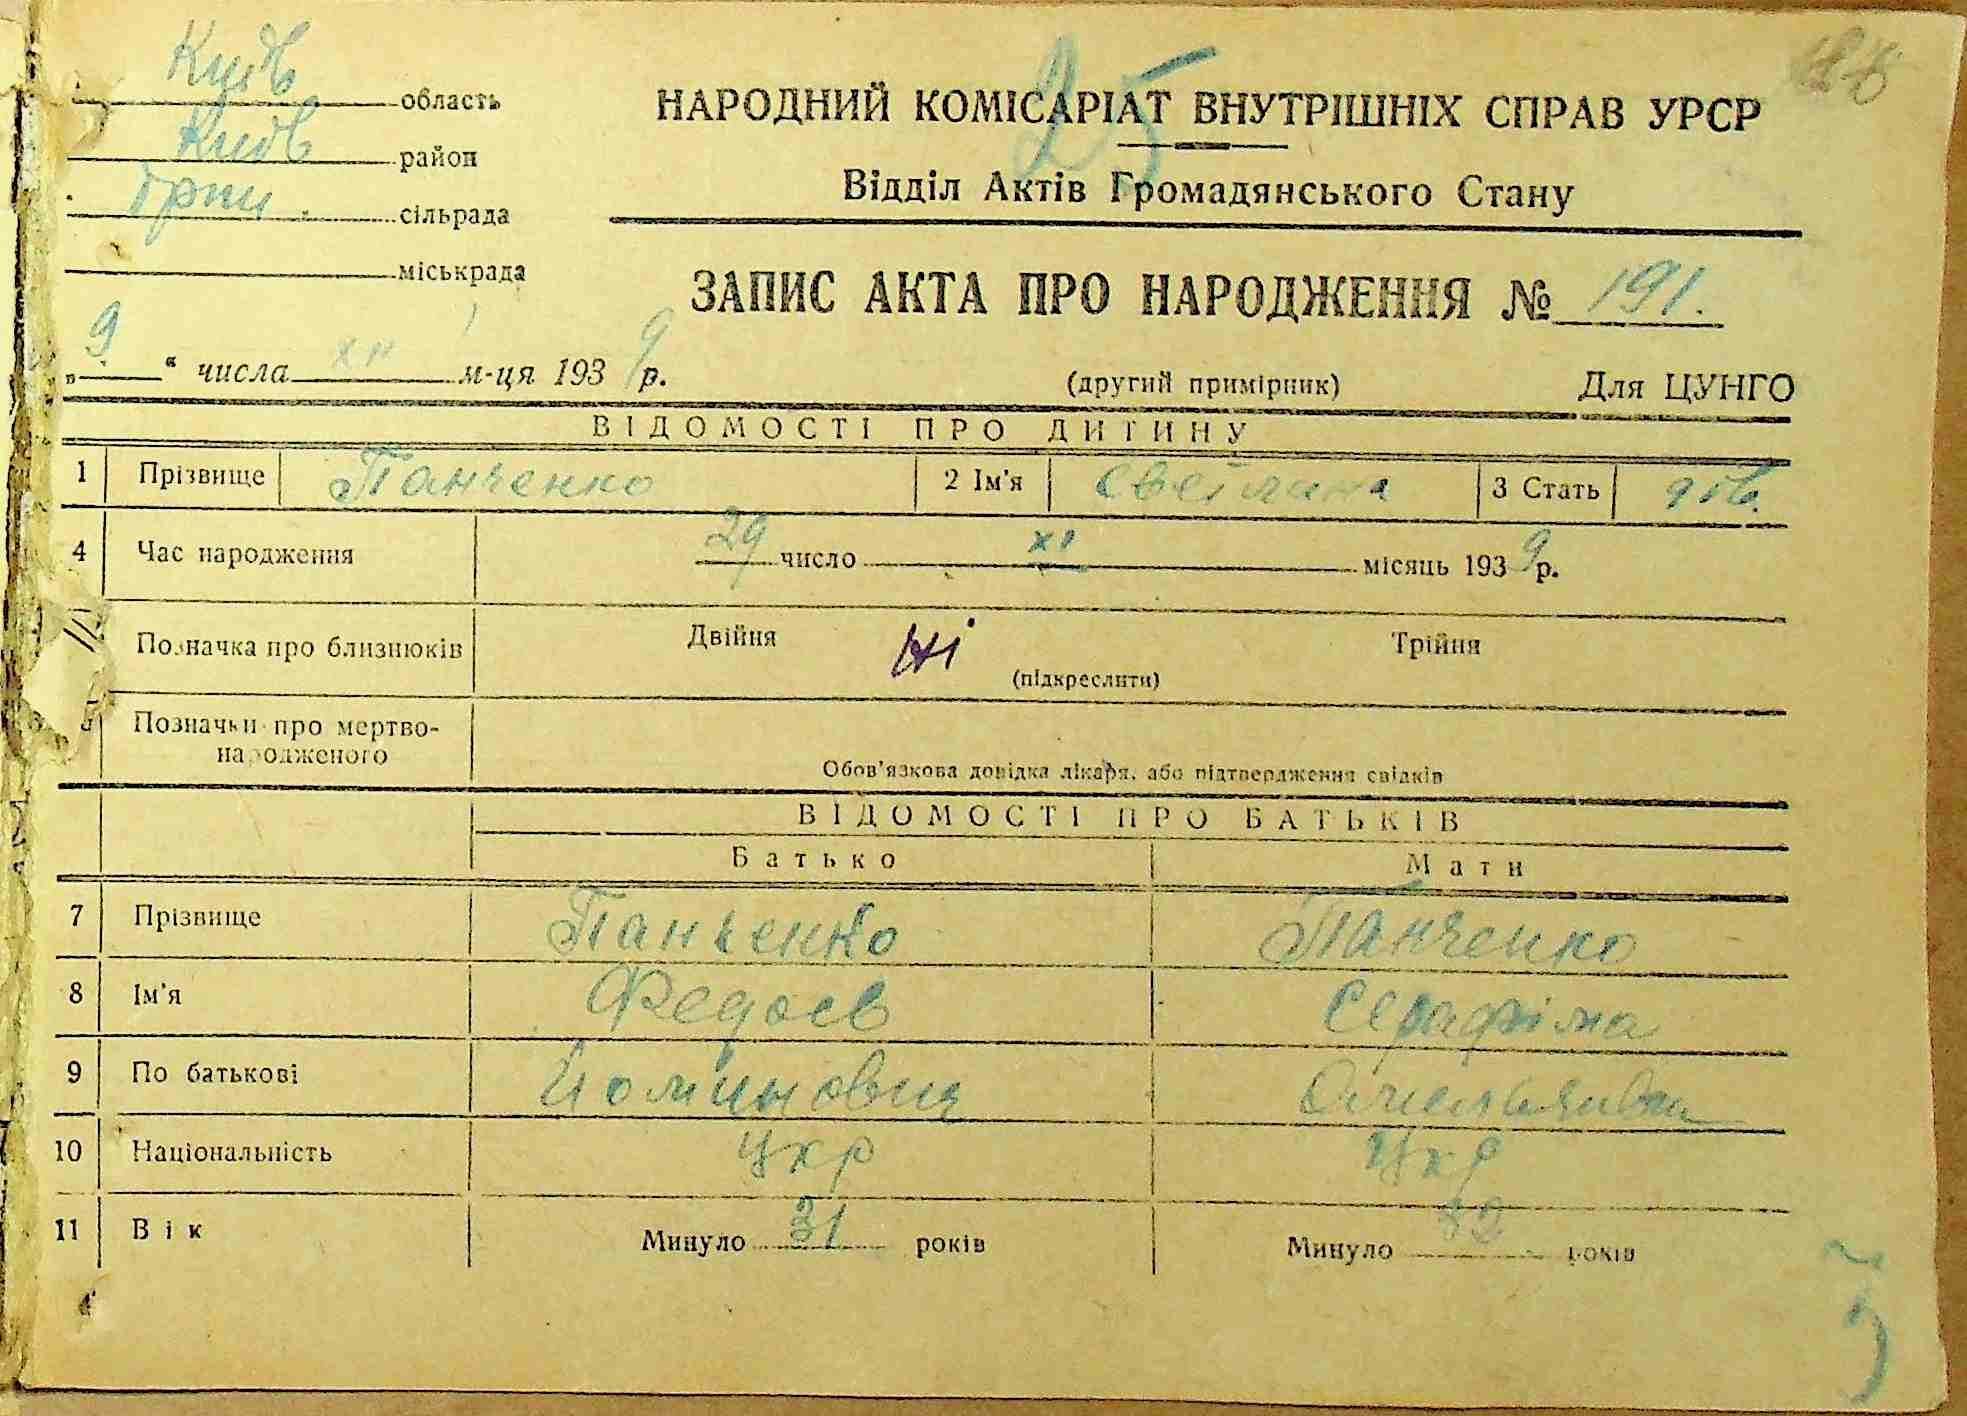 Київ область
25
Київ район
сільрада
міськрада
НАРОДНИЙ КОМІСАРІАТ ВНУТРІШНІХ СПРАВ УРСР
Відділ Актів Громадянського Стану
ЗАПИС АКТА ПРО НАРОДЖЕННЯ № 191.
„9“ числа XII м-ця 1939 р.
(другий примірник) Для ЦУНГО
ВІДОМОСТІ ПРО ДИТИНУ
1 Прізвище Панченко 2 Ім'я Светлана 3 Стать дів.
4 Час народження 29 число XI місяць 1939 р.
Позначка про близнюків Двійня Ні Трійня
(підкреслити)
Позначки про мертво-
народженого
Обов'язкова довідка лікаря, або підтвердження свідків
ВІДОМОСТІ ПРО БАТЬКІВ
Батько Мати
7 Прізвище Панченко Панченко
8 Ім'я Серафіма
9 По батькові
10 Національність Укр Укр
11 Вік Минуло 31 років Минуло 32 років